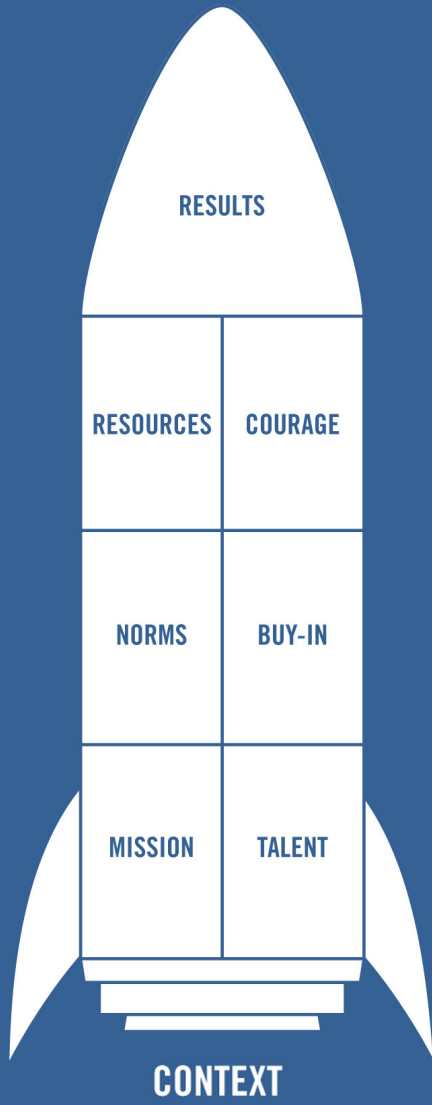 RESULTS
RESOURCES
COURAGE
NORMS
BUY-IN
MISSION
TALENT
CONTEXT